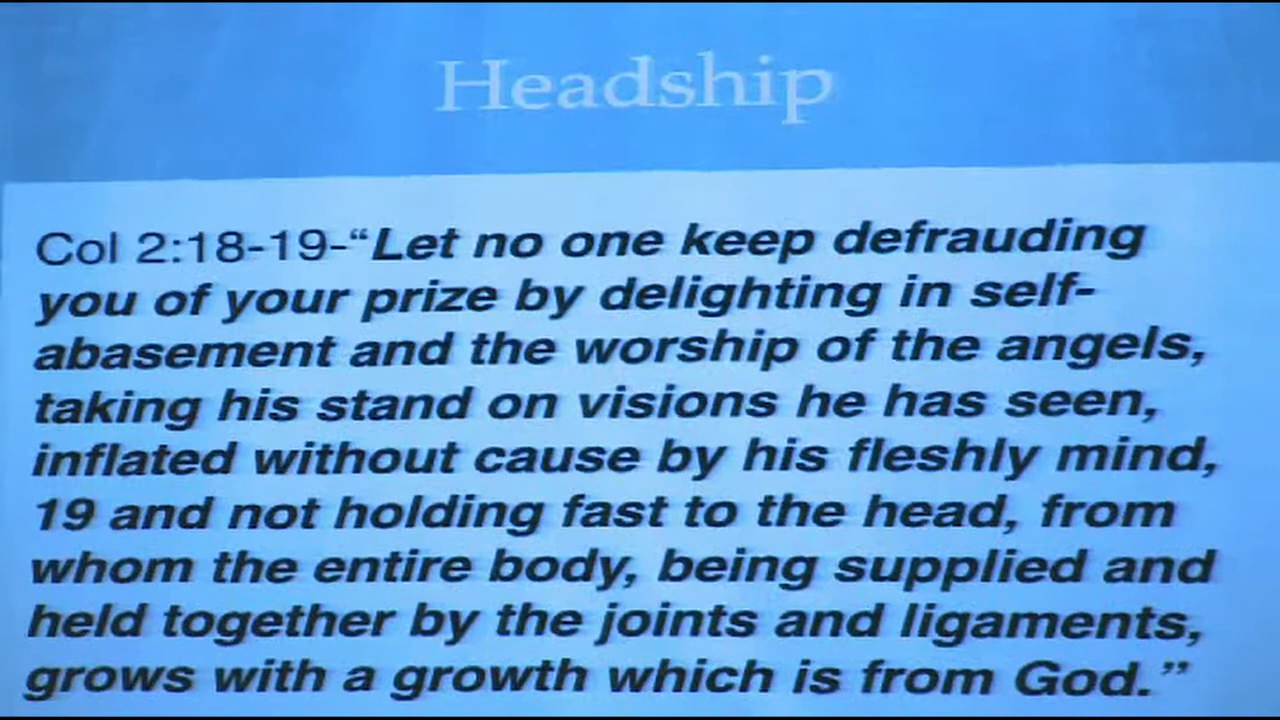 Headship
Col 2:18-19-“Let no one keep defrauding
you of your prize by delighting in self-
abasement and the worship of the angels,
taking his stand on visions he has seen,
inflated without cause by his fleshly mind,
19 and not holding fast to the head, from
whom the entire body, being supplied and
held together by the joints and ligaments,
grows with a growth which is from God.”